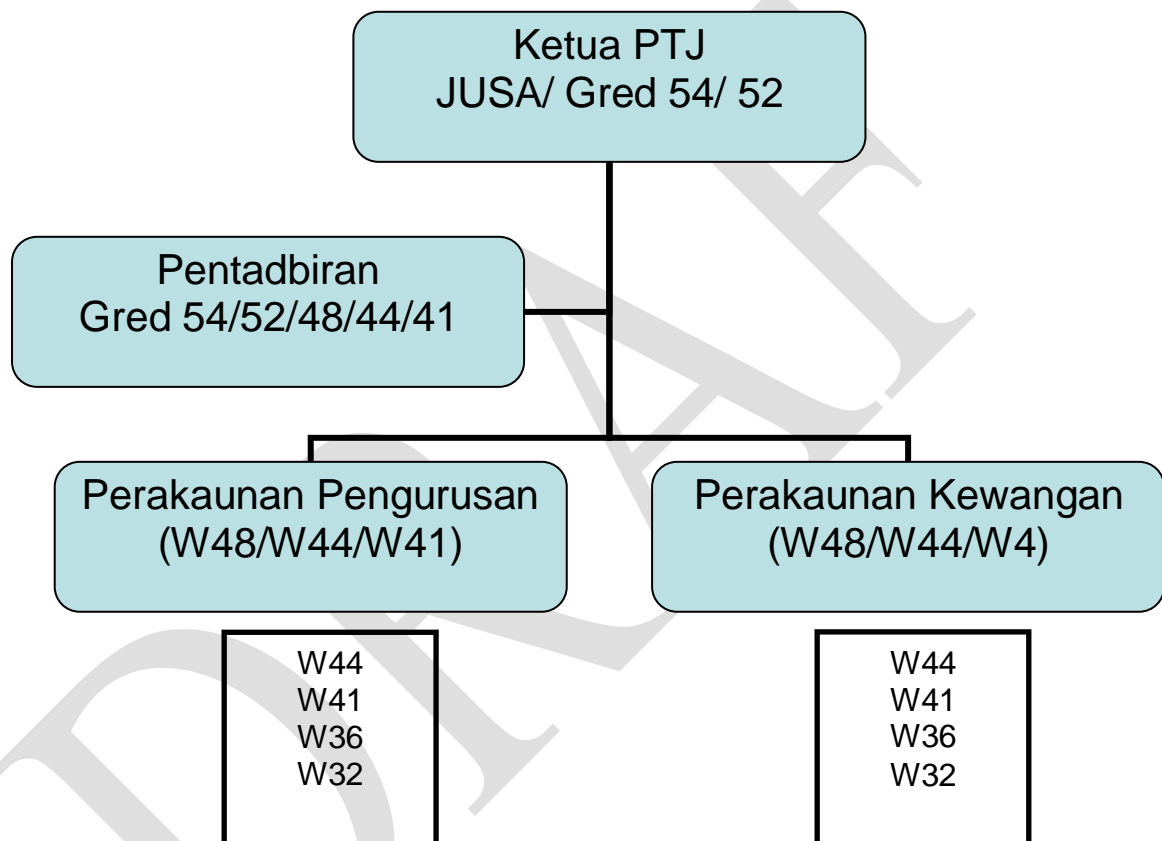 Ketua PTJ
JUSA/ Gred 54/ 52
Pentadbiran
Gred 54/52/48/44/41
Perakaunan Pengurusan
(W48/W44/W41)
Perakaunan Kewangan
(W48/W44/W4)
W44
W41
W36
W32
W44
W41
W36
W32
DRAF